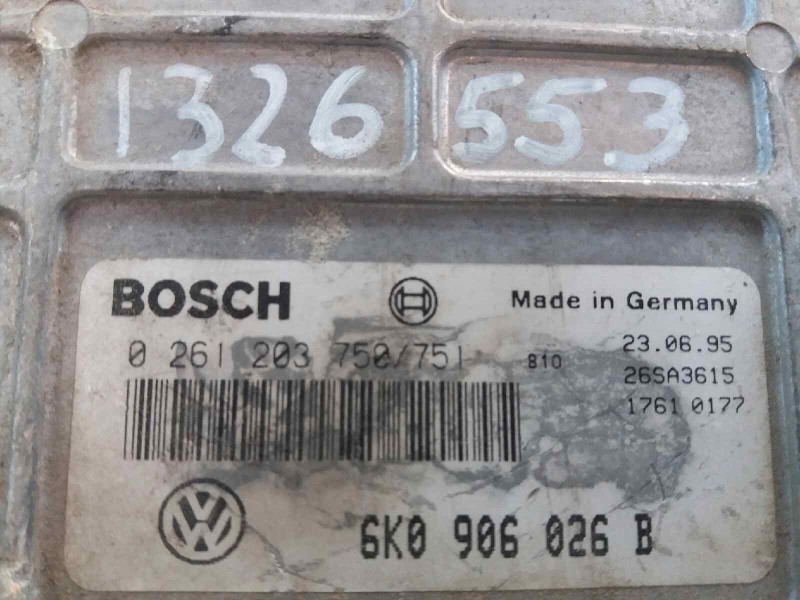 1326 553
BOSCH Made in Germany
0 261 203 750/751 810 23.06.95
26SA3615
1761 0177
VW
6K0 906 026 B